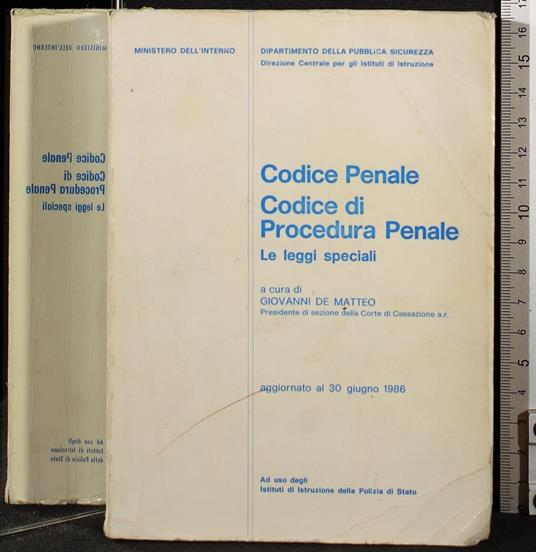 MINISTERO DELL'INTERNO
DIPARTIMENTO DELLA PUBBLICA SICUREZZA
Direzione Centrale per gli Istituti di Istruzione
Codice Penale
Codice di
Procedura Penale
Le leggi speciali
a cura di
GIOVANNI DE MATTEO
Presidente di sezione della Corte di Cassazione a.r.
aggiornato al 30 giugno 1986
Ad uso degli
Istituti di Istruzione della Polizia di Stato
MINISTERO DELL'INTERNO
Codice Penale
Codice di
Procedura Penale
Le leggi speciali
Ad uso degli
Istituti di Istruzione
della Polizia di Stato
17
16
15
14
13
12
11
10
9
8
7
6
5
4
3
2
1